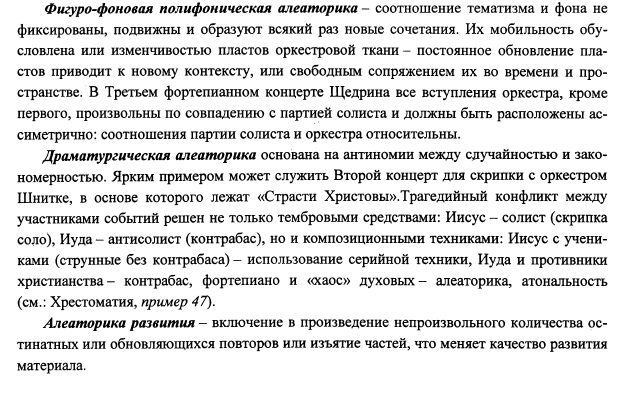 Фигуро-фоновая полифоническая алеаторика – соотношение тематизма и фона не
фиксированы, подвижны и образуют всякий раз новые сочетания. Их мобильность обу-
словлена или изменчивостью пластов оркестровой ткани – постоянное обновление пла-
стов приводит к новому контексту, или свободным сопряжением их во времени и про-
странстве. В Третьем фортепианном концерте Щедрина все вступления оркестра, кроме
первого, произвольны по совпадению с партией солиста и должны быть расположены ас-
симетрично: соотношения партии солиста и оркестра относительны.
Драматургическая алеаторика основана на антиномии между случайностью и зако-
номерностью. Ярким примером может служить Второй концерт для скрипки с оркестром
Шнитке, в основе которого лежат «Страсти Христовы».Трагедийный конфликт между
участниками событий решен не только тембровыми средствами: Иисус – солист (скрипка
соло), Иуда – антисолист (контрабас), но и композиционными техниками: Иисус с учени-
ками (струнные без контрабаса) – использование серийной техники, Иуда и противники
христианства – контрабас, фортепиано и «хаос» духовых – алеаторика, атональность
(см.: Хрестоматия, пример 47).
Алеаторика развития – включение в произведение непроизвольного количества ос-
тинатных или обновляющихся повторов или изъятие частей, что меняет качество развития
материала.